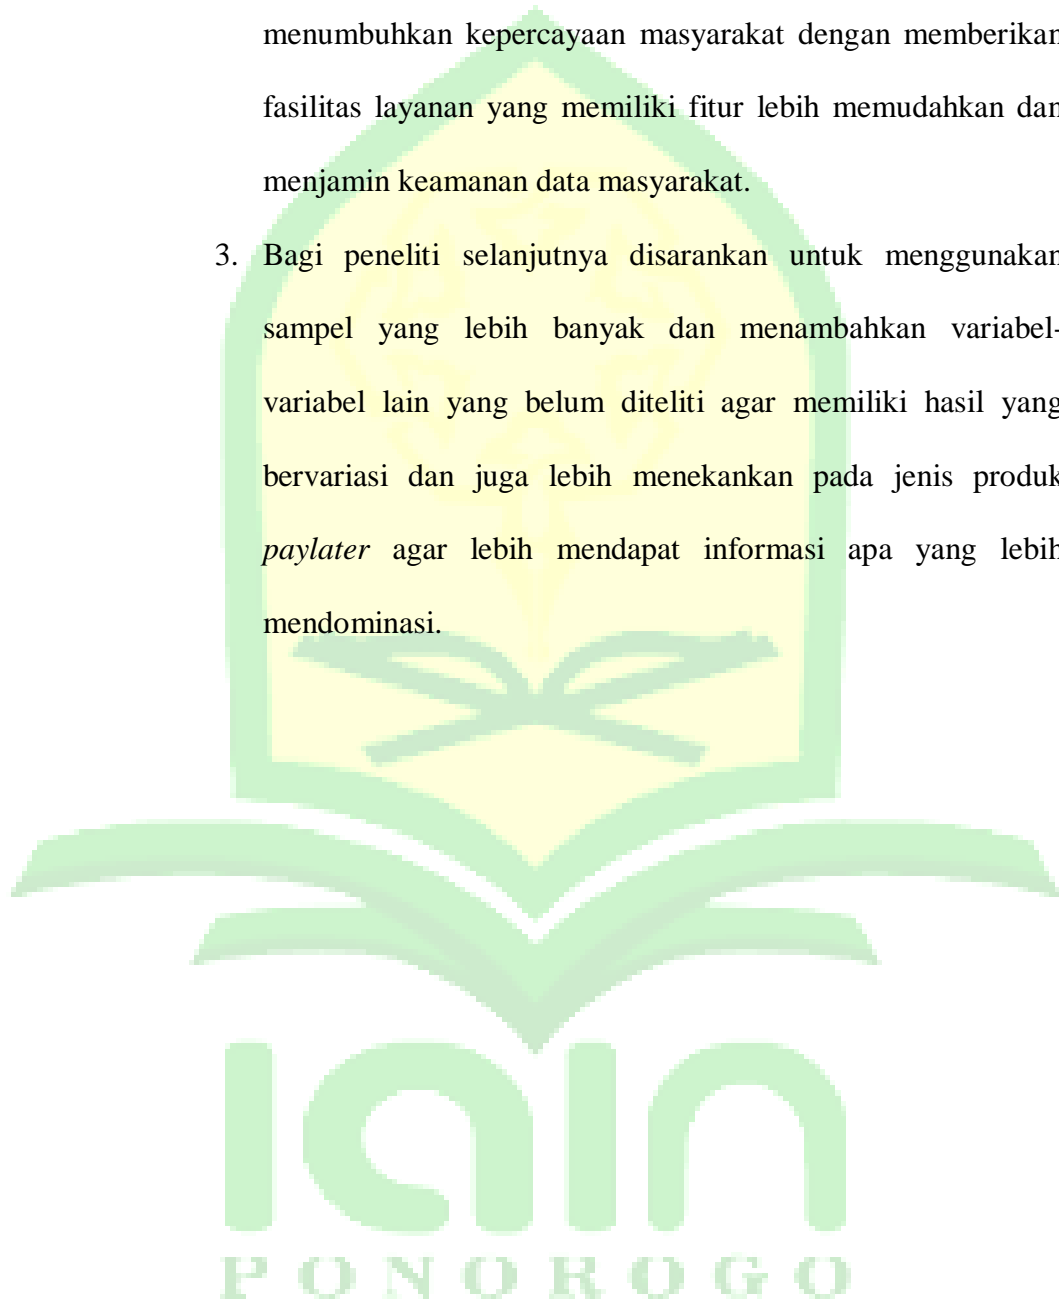 menumbuhkan kepercayaan masyarakat dengan memberikan
fasilitas layanan yang memiliki fitur lebih memudahkan dan
menjamin keamanan data masyarakat.
3. Bagi peneliti selanjutnya disarankan untuk menggunakan
sampel yang lebih banyak dan menambahkan variabel-
variabel lain yang belum diteliti agar memiliki hasil yang
bervariasi dan juga lebih menekankan pada jenis produk
paylater agar lebih mendapat informasi apa yang lebih
mendominasi.
iain
PONOROGO